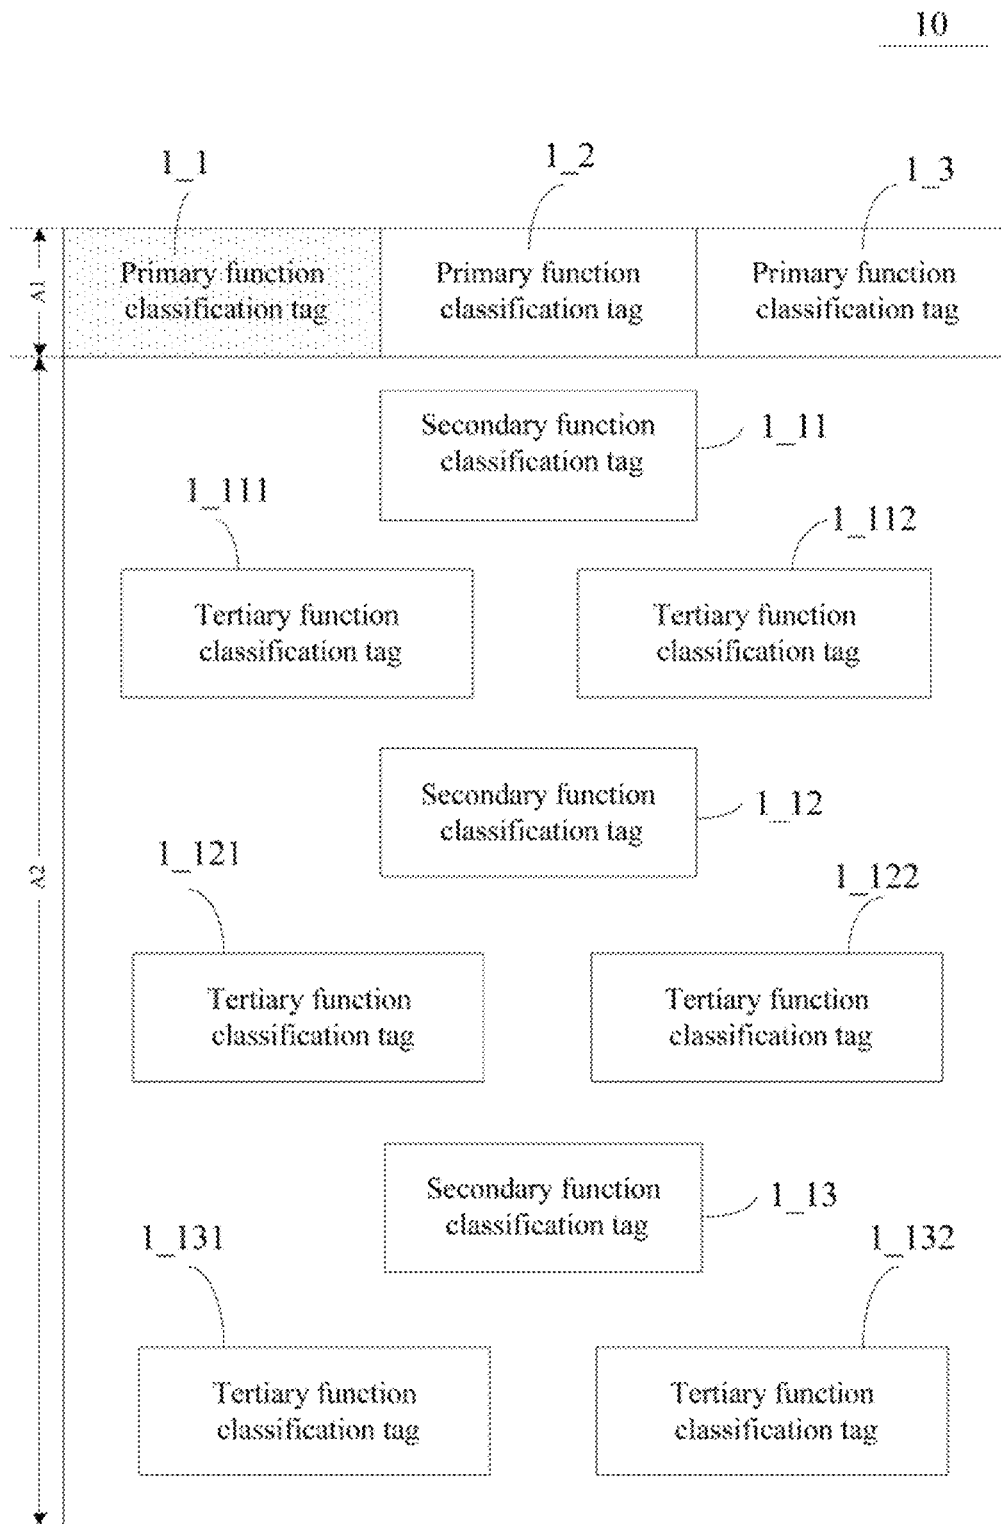 10
1_1
1_2
1_3
A1
Primary function
classification tag
Primary function
classification tag
Primary function
classification tag
Secondary function
classification tag
1_11
1_111
1_112
Tertiary function
classification tag
Tertiary function
classification tag
Secondary function
classification tag
1_12
A2
1_121
1_122
Tertiary function
classification tag
Tertiary function
classification tag
Secondary function
classification tag
1_13
1_131
1_132
Tertiary function
classification tag
Tertiary function
classification tag